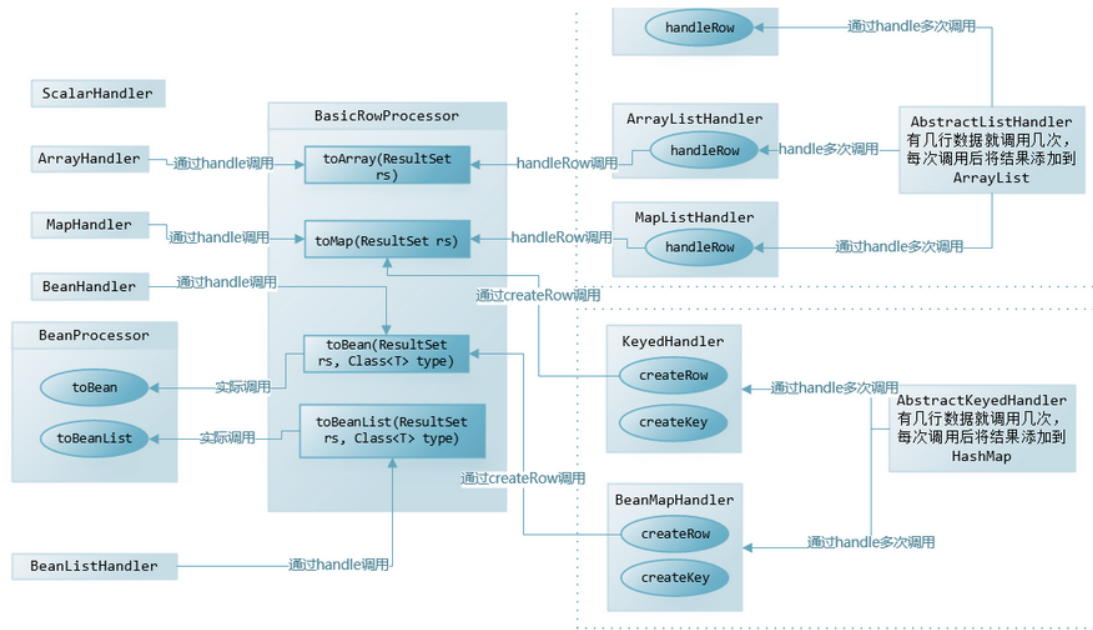 handleRow
通过handle多次调用
ScalarHandler
BasicRowProcessor
ArrayHandler
通过handle调用
toArray(ResultSet
rs)
handleRow调用
ArrayListHandler
handleRow
handle多次调用
AbstractListHandler
有几行数据就调用几次，
每次调用后将结果添加到
ArrayList
MapHandler
通过handle调用
toMap(ResultSet rs)
handleRow调用
MapListHandler
handleRow
通过handle多次调用
BeanHandler
通过handle调用
通过createRow调用
BeanProcessor
toBean
实际调用
toBean(ResultSet
rs, Class<T> type)
toBeanList
实际调用
toBeanList(ResultSet
rs, Class<T> type)
通过createRow调用
KeyedHandler
createRow
createKey
通过handle多次调用
AbstractKeyedHandler
有几行数据就调用几次，
每次调用后将结果添加到
HashMap
BeanMapHandler
createRow
createKey
通过handle多次调用
BeanListHandler
通过handle调用